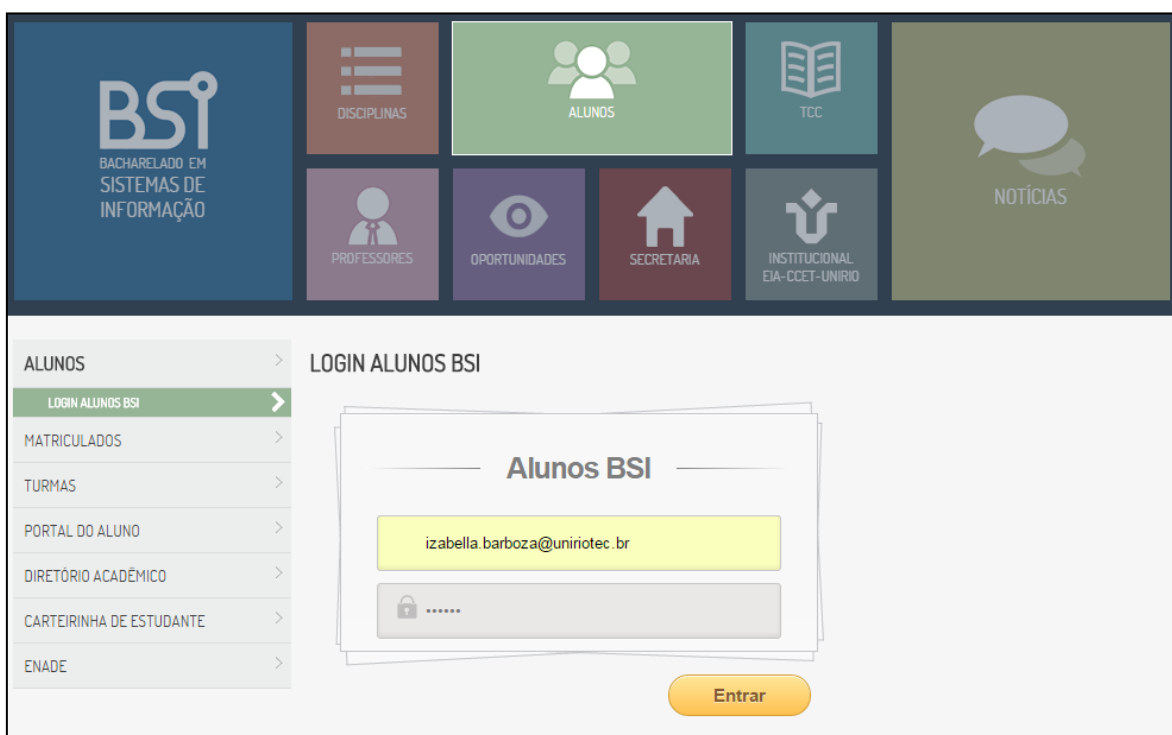 BSI
BACHARELADO EM
SISTEMAS DE
INFORMAÇÃO
DISCIPLINAS
ALUNOS
TCC
NOTÍCIAS
PROFESSORES
OPORTUNIDADES
SECRETARIA
INSTITUCIONAL
EIA-CCET-UNIRIO
ALUNOS
LOGIN ALUNOS BSI
MATRICULADOS
TURMAS
PORTAL DO ALUNO
DIRETÓRIO ACADÊMICO
CARTEIRINHA DE ESTUDANTE
ENADE
LOGIN ALUNOS BSI
Alunos BSI
izabella.barboza@uniriotec.br
••••••
Entrar